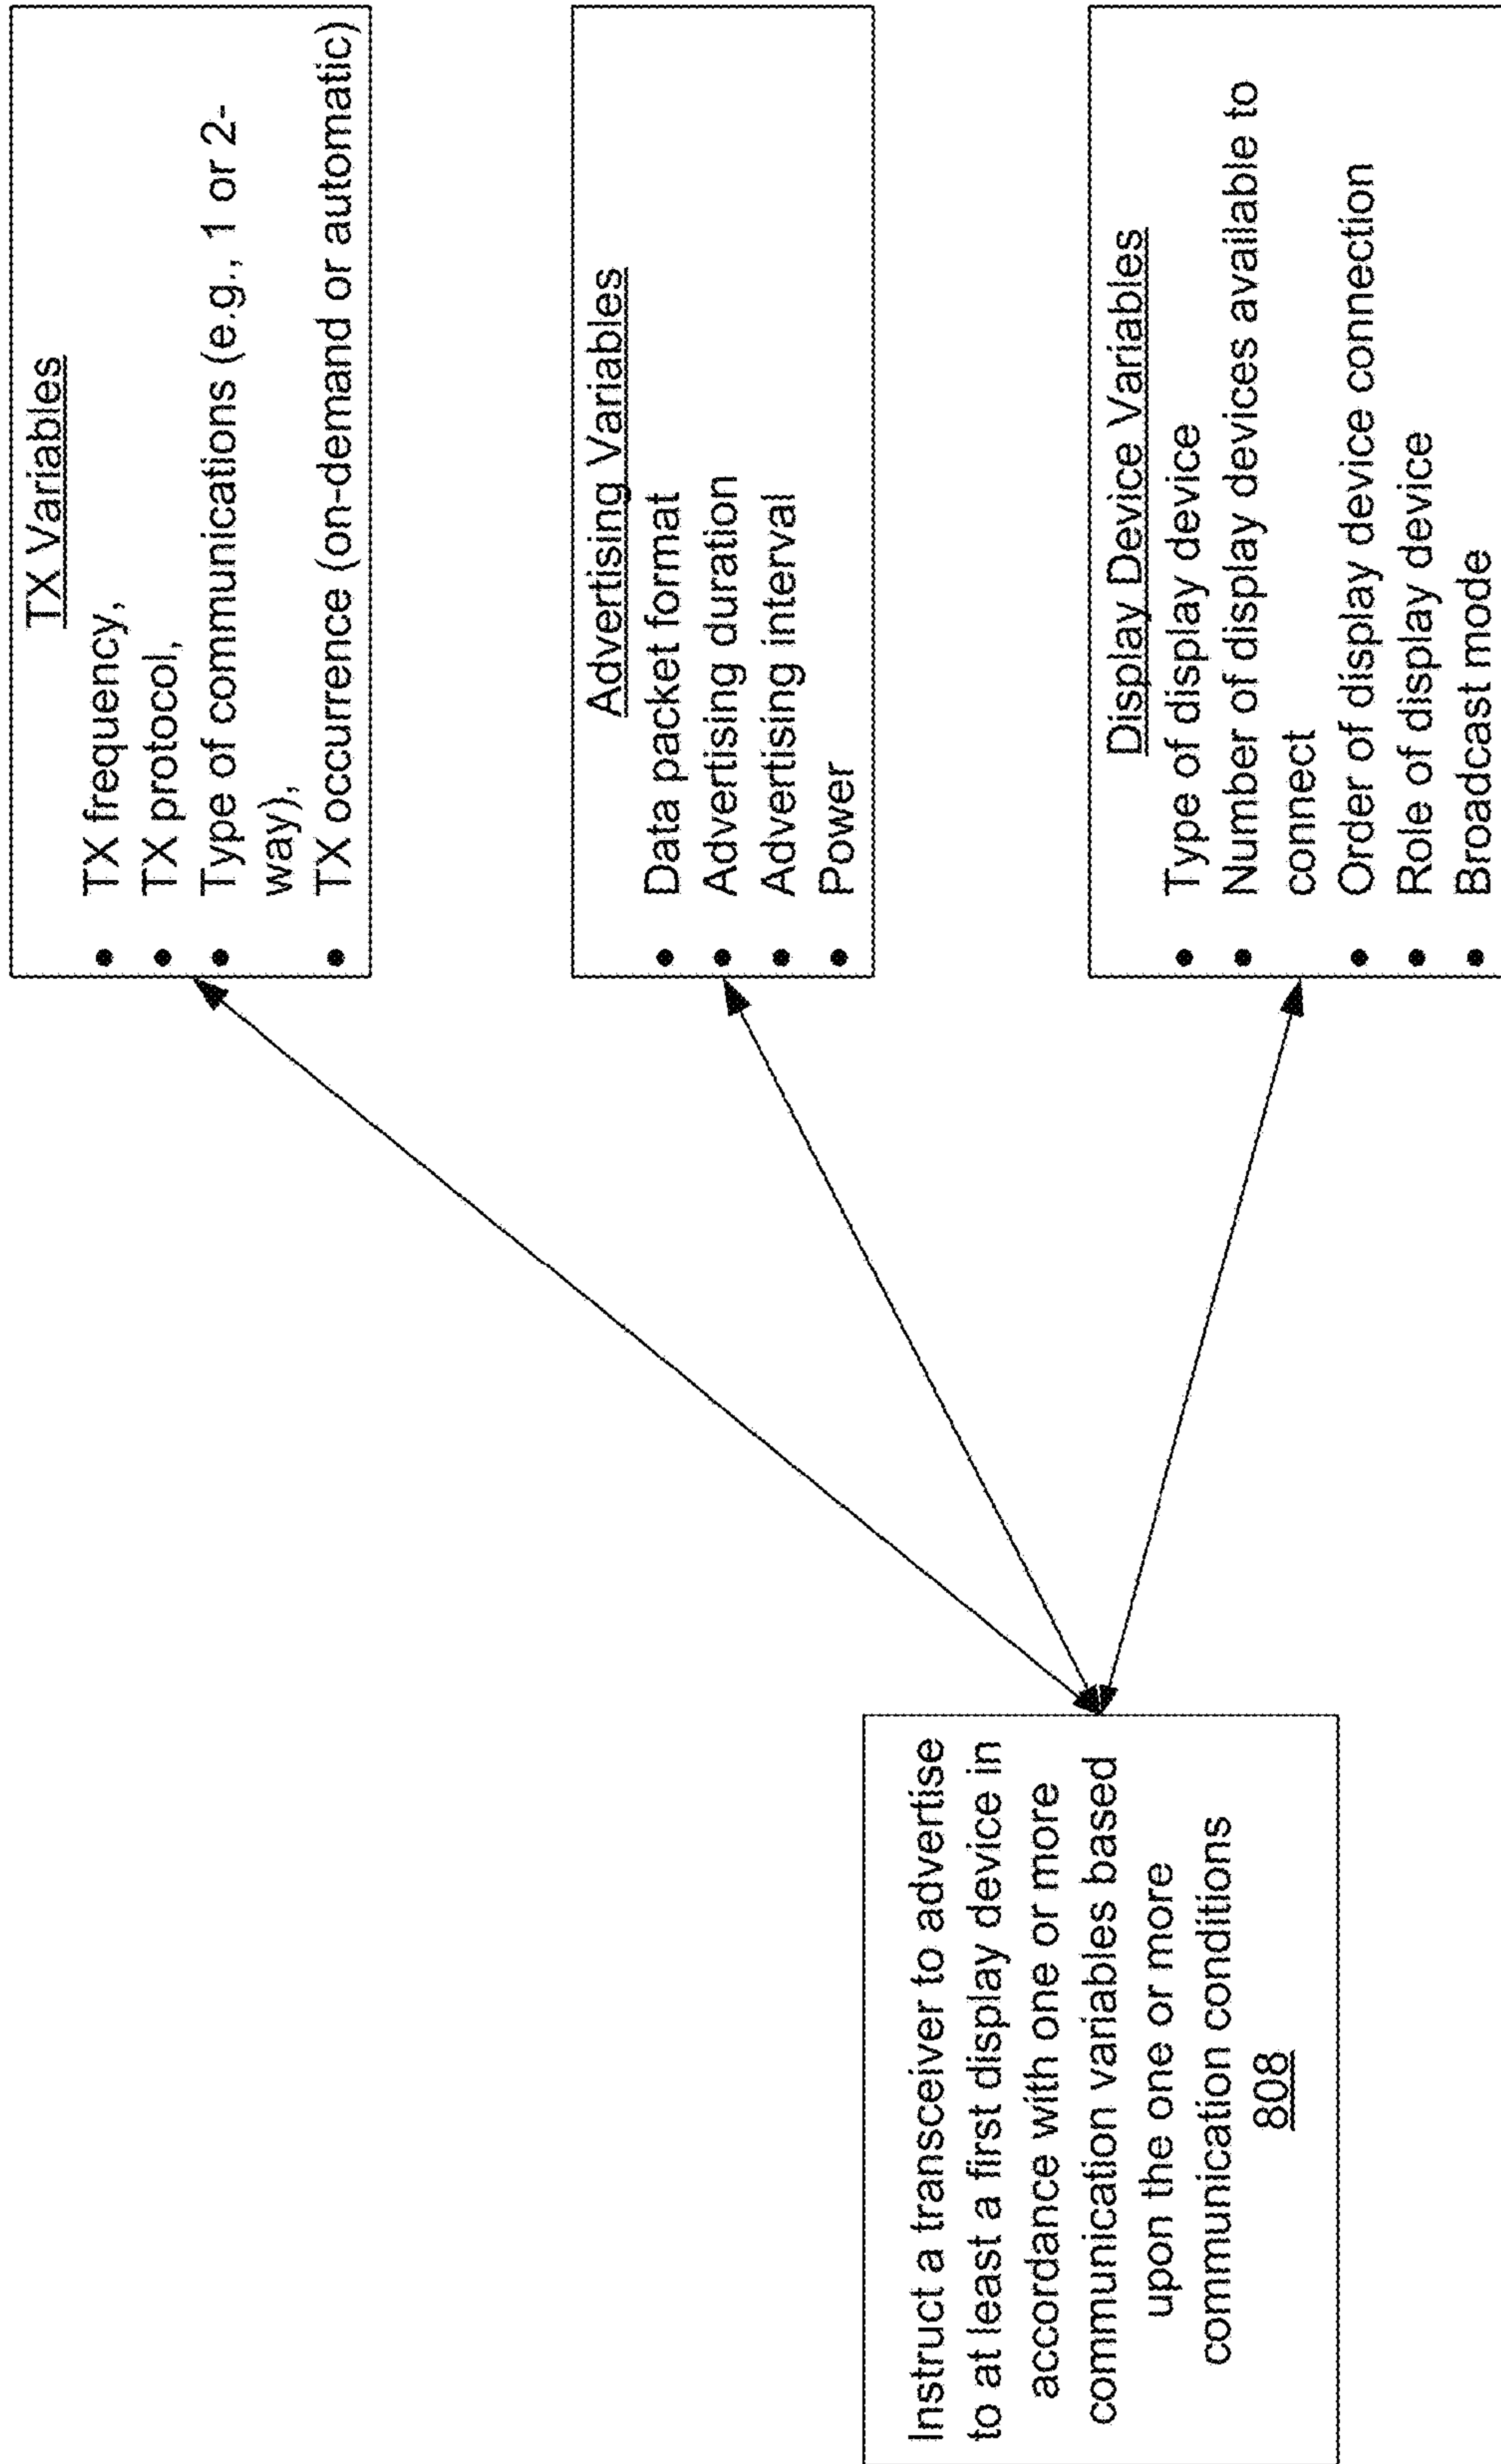 TX Variables
• TX frequency,
• TX protocol,
• Type of communications (e.g., 1 or 2-
way),
• TX occurrence (on-demand or automatic)
Advertising Variables
• Data packet format
• Advertising duration
• Advertising interval
• Power
Display Device Variables
• Type of display device
• Number of display devices available to
connect
• Order of display device connection
• Role of display device
• Broadcast mode
Instruct a transceiver to advertise
to at least a first display device in
accordance with one or more
communication variables based
upon the one or more
communication conditions
808